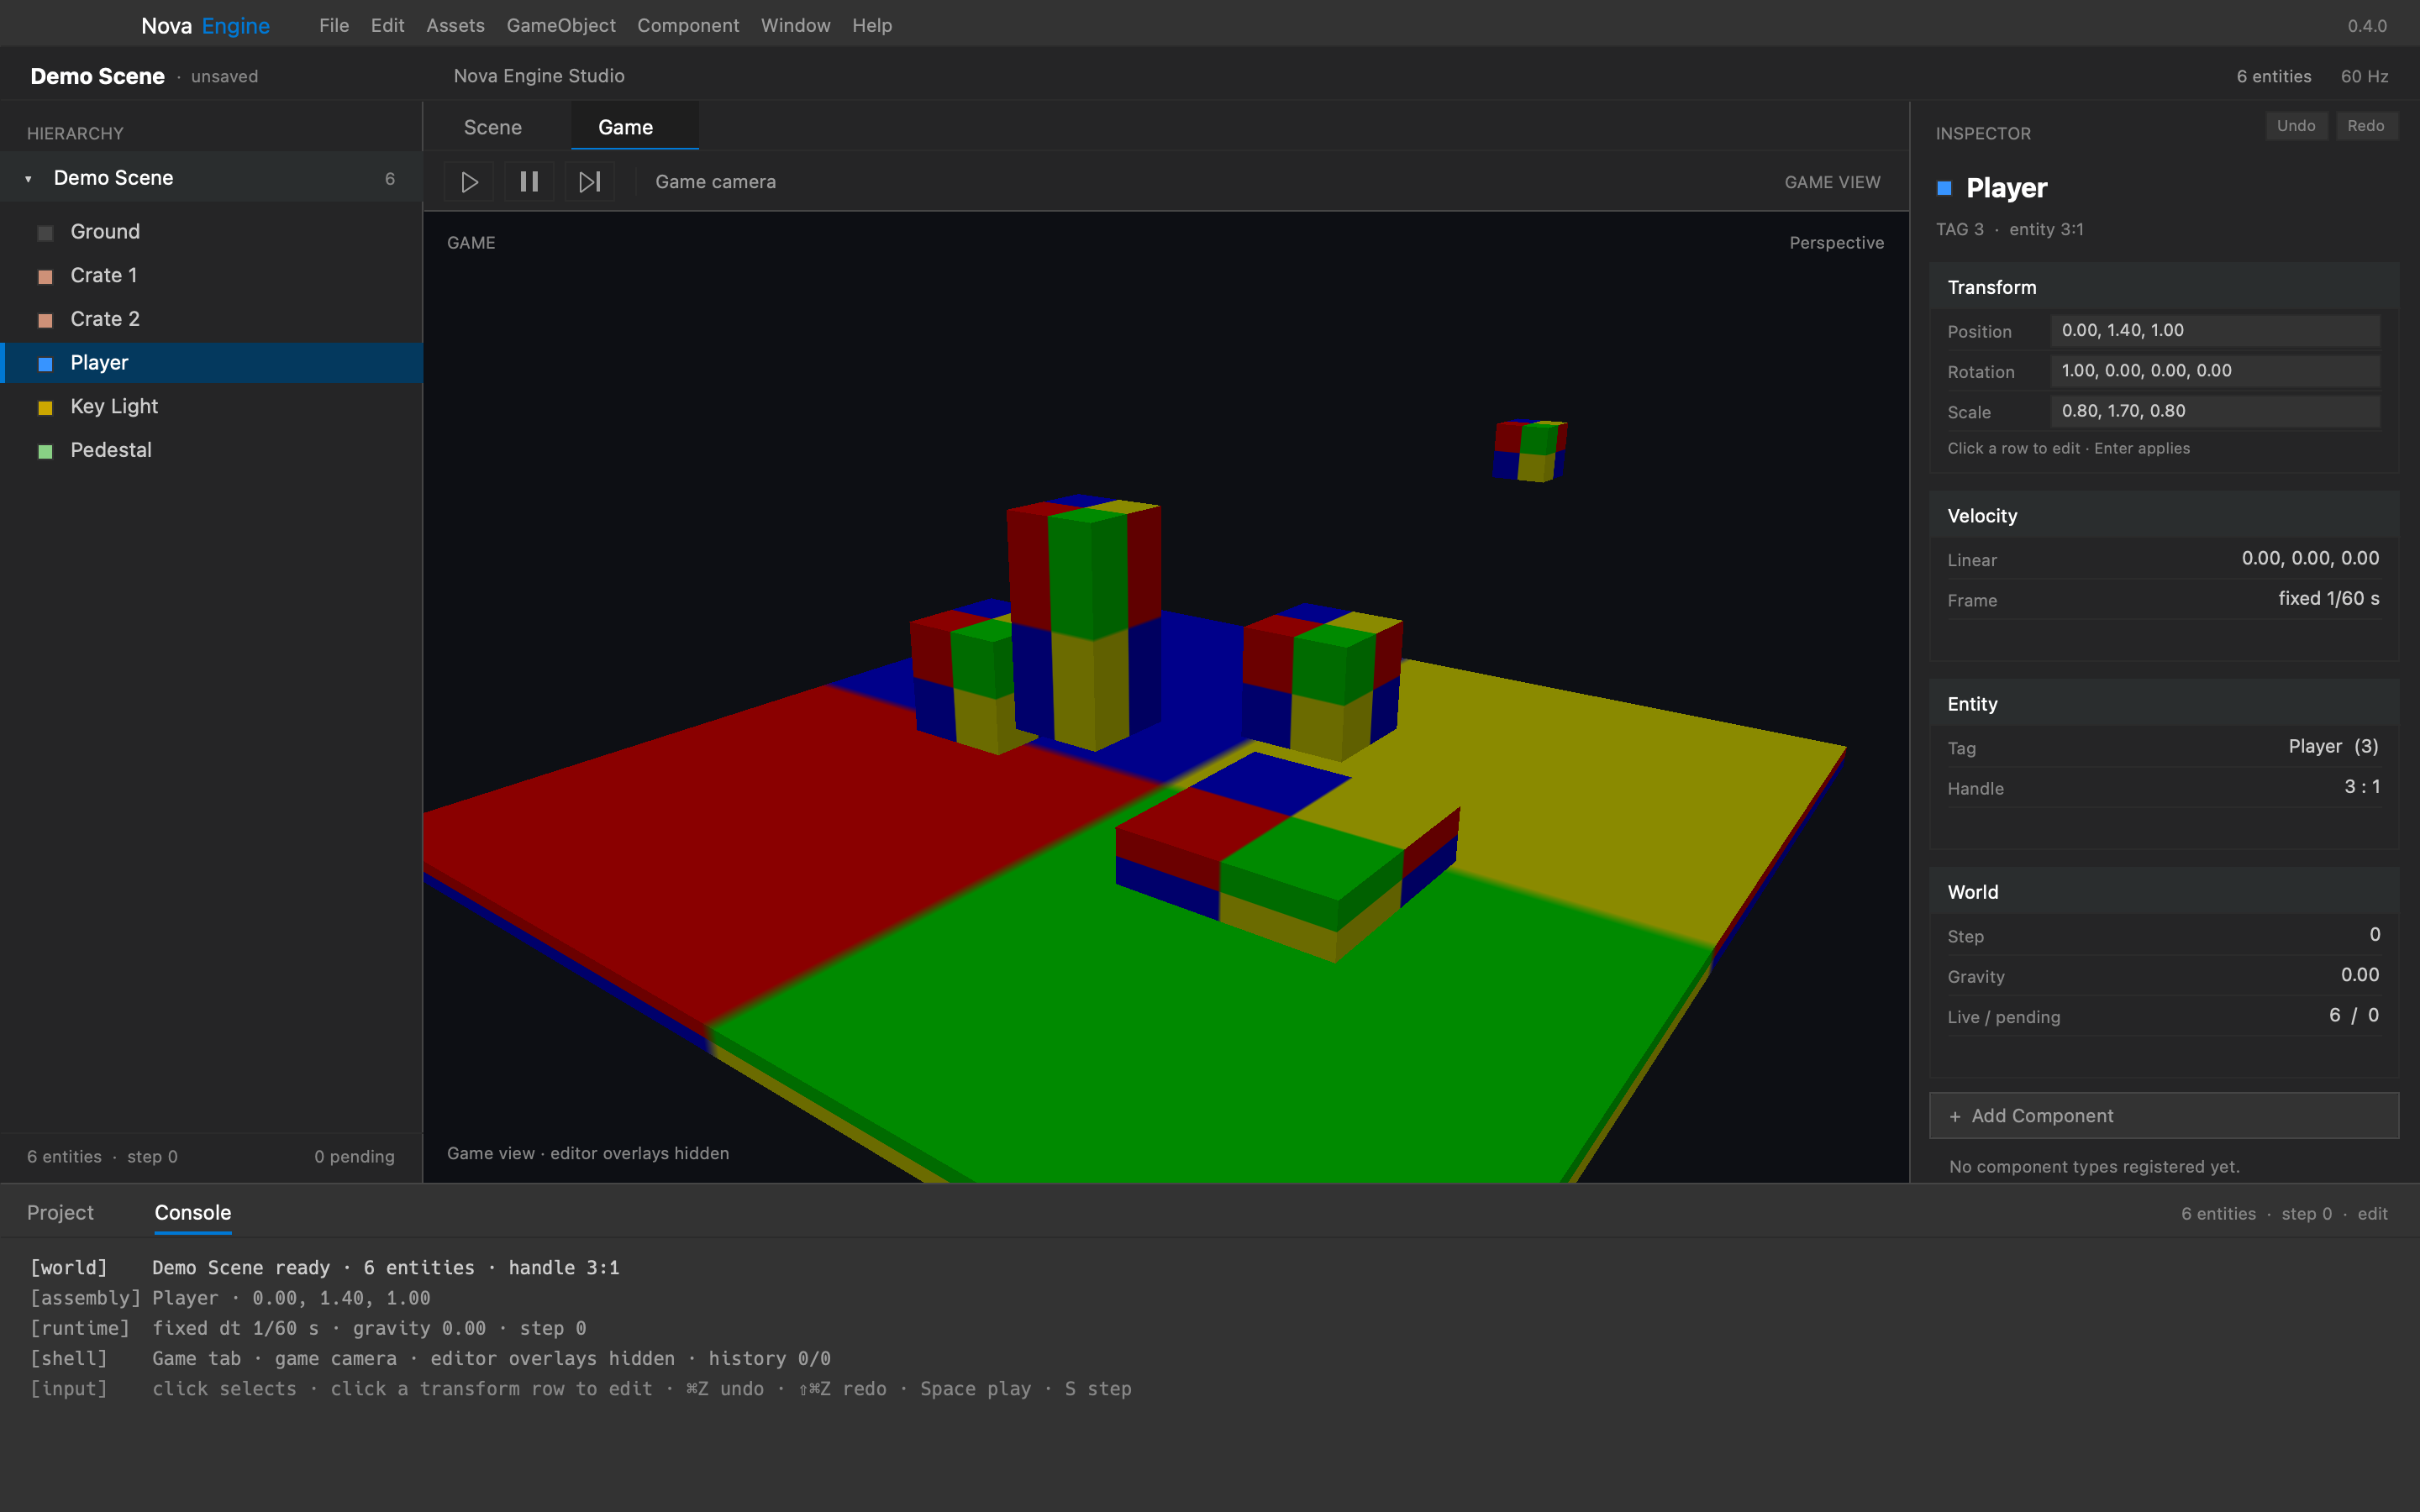 Nova Engine File Edit Assets GameObject Component Window Help 0.4.0
Demo Scene · unsaved Nova Engine Studio 6 entities 60 Hz
HIERARCHY
▾ Demo Scene 6
Ground
Crate 1
Crate 2
Player
Key Light
Pedestal
6 entities · step 0 0 pending
Scene Game
Game camera GAME VIEW
GAME Perspective
Game view · editor overlays hidden
INSPECTOR Undo Redo
Player
TAG 3 · entity 3:1
Transform
Position 0.00, 1.40, 1.00
Rotation 1.00, 0.00, 0.00, 0.00
Scale 0.80, 1.70, 0.80
Click a row to edit · Enter applies
Velocity
Linear 0.00, 0.00, 0.00
Frame fixed 1/60 s
Entity
Tag Player (3)
Handle 3 : 1
World
Step 0
Gravity 0.00
Live / pending 6 / 0
+ Add Component
No component types registered yet.
Project Console 6 entities · step 0 · edit
[world] Demo Scene ready · 6 entities · handle 3:1
[assembly] Player · 0.00, 1.40, 1.00
[runtime] fixed dt 1/60 s · gravity 0.00 · step 0
[shell] Game tab · game camera · editor overlays hidden · history 0/0
[input] click selects · click a transform row to edit · ⌘Z undo · ⇧⌘Z redo · Space play · S step